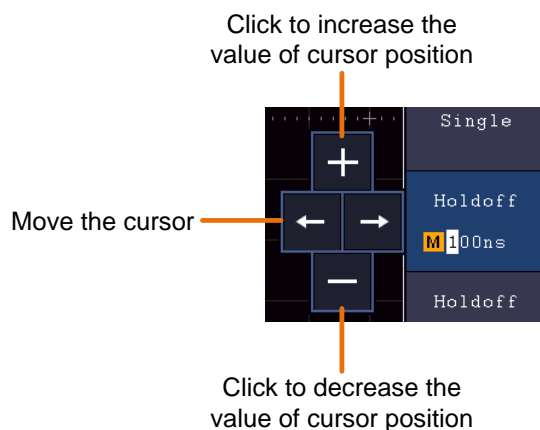 Click to increase the
value of cursor position
Single
+
Holdoff
Move the cursor
← →
M 100ns
−
Holdoff
Click to decrease the
value of cursor position